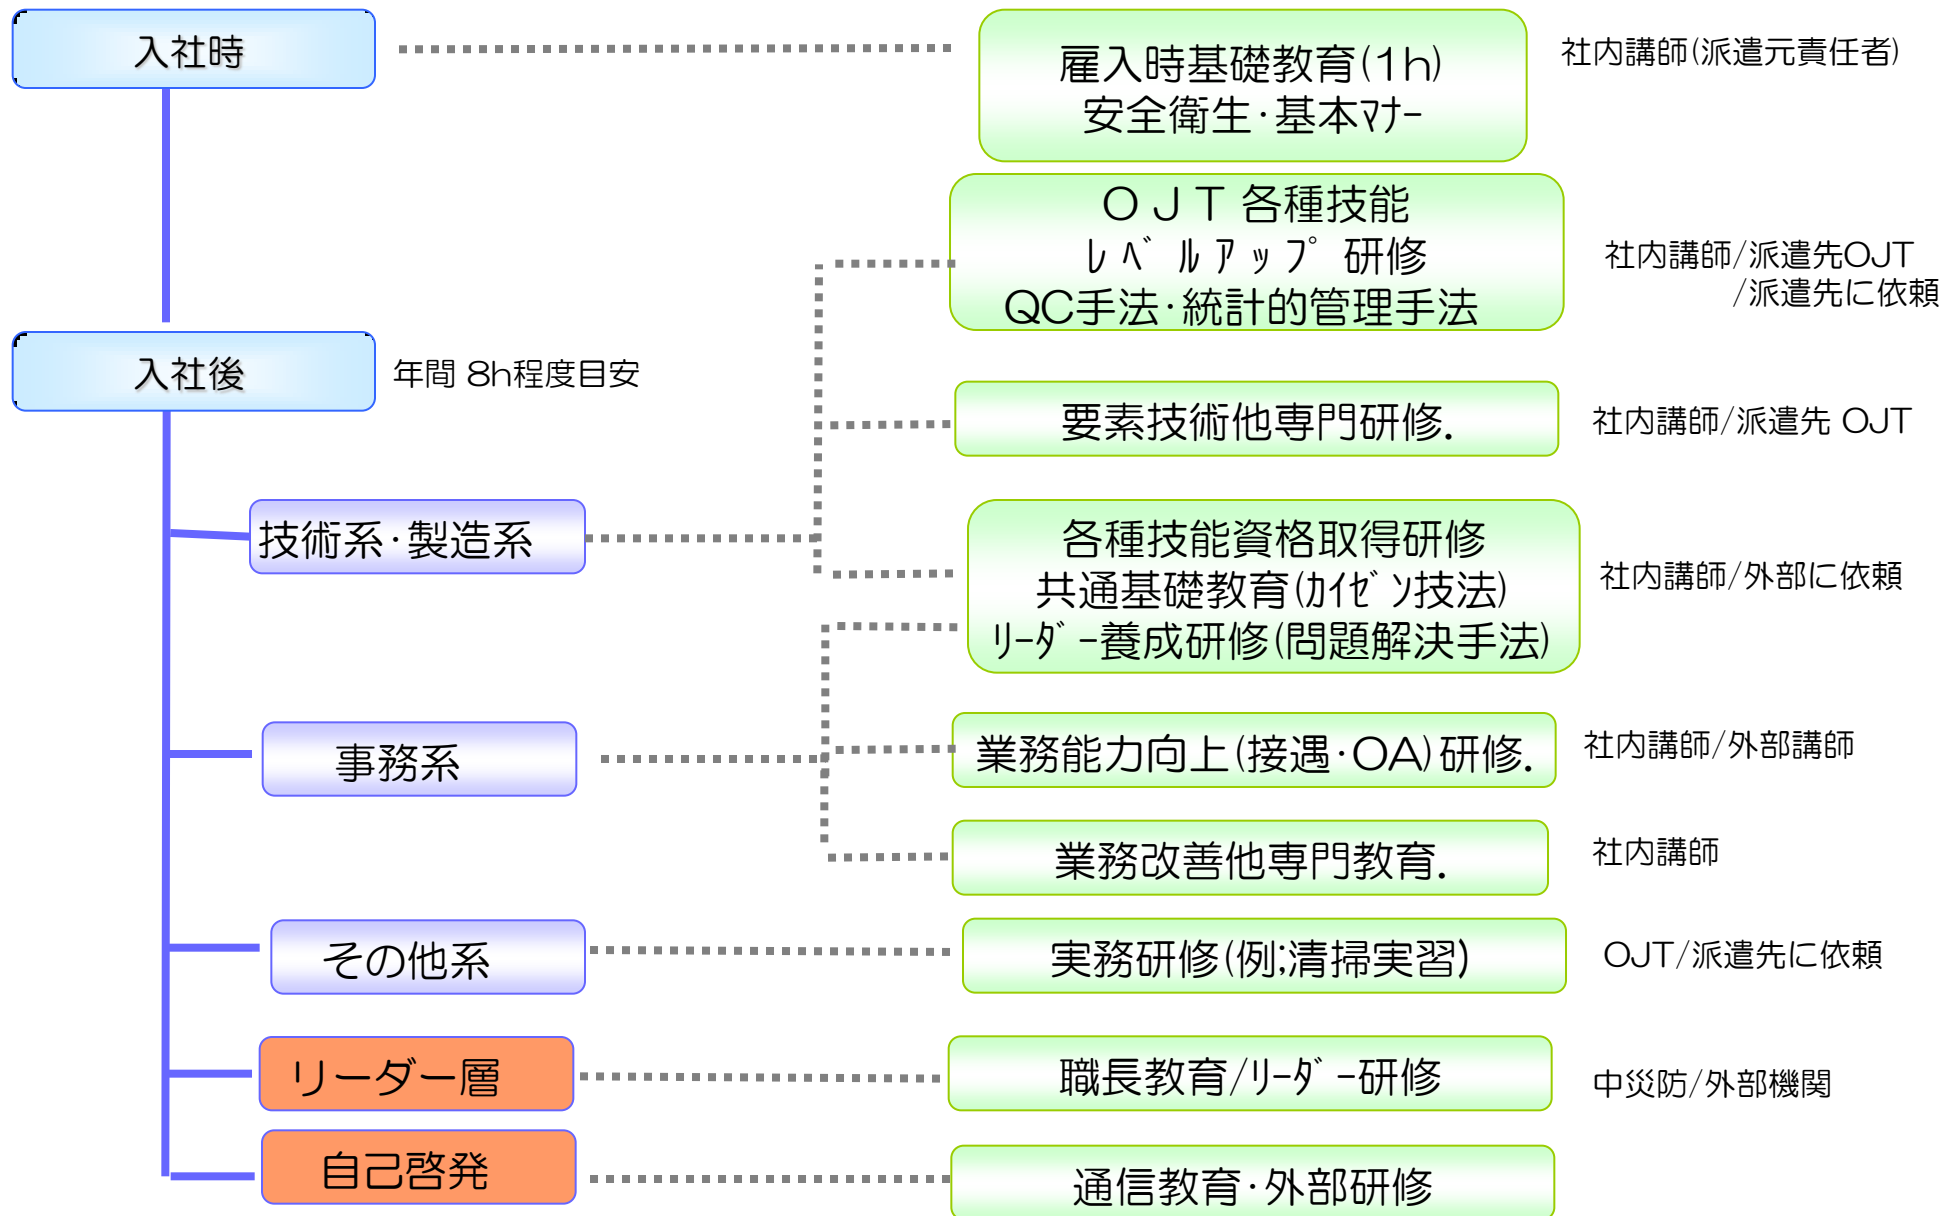 入社時
雇入時基礎教育(1h)
安全衛生・基本ﾏﾅｰ
社内講師(派遣元責任者)
ＯＪＴ 各種技能
ﾚﾍﾞﾙｱｯﾌﾟ 研修
QC手法・統計的管理手法
社内講師/派遣先OJT
/派遣先に依頼
入社後
年間 8h程度目安
要素技術他専門研修.
社内講師/派遣先 OJT
技術系・製造系
各種技能資格取得研修
共通基礎教育(ｶｲｾﾞﾝ技法)
ﾘｰﾀﾞｰ養成研修(問題解決手法)
社内講師/外部に依頼
事務系
業務能力向上(接遇・OA)研修.
社内講師/外部講師
業務改善他専門教育.
社内講師
その他系
実務研修(例;清掃実習)
OJT/派遣先に依頼
リーダー層
職長教育/ﾘｰﾀﾞｰ研修
中災防/外部機関
自己啓発
通信教育・外部研修